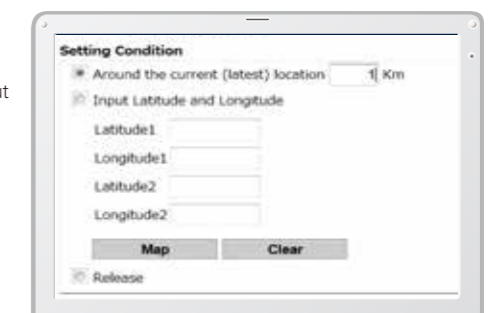 Setting Condition
Around the current (latest) location 1 Km
Input Latitude and Longitude
Latitude1
Longitude1
Latitude2
Longitude2
Map Clear
Release